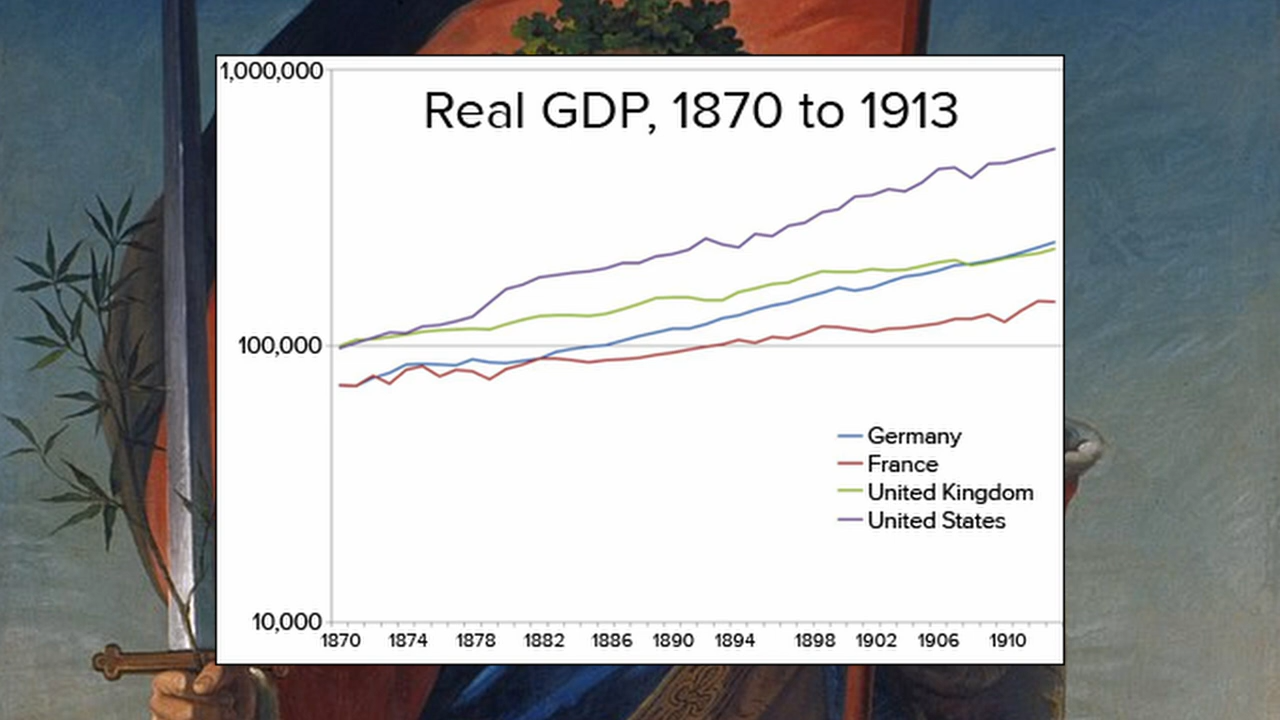 1,000,000
Real GDP, 1870 to 1913
100,000
Germany
France
United Kingdom
United States
10,000
1870 1874 1878 1882 1886 1890 1894 1898 1902 1906 1910